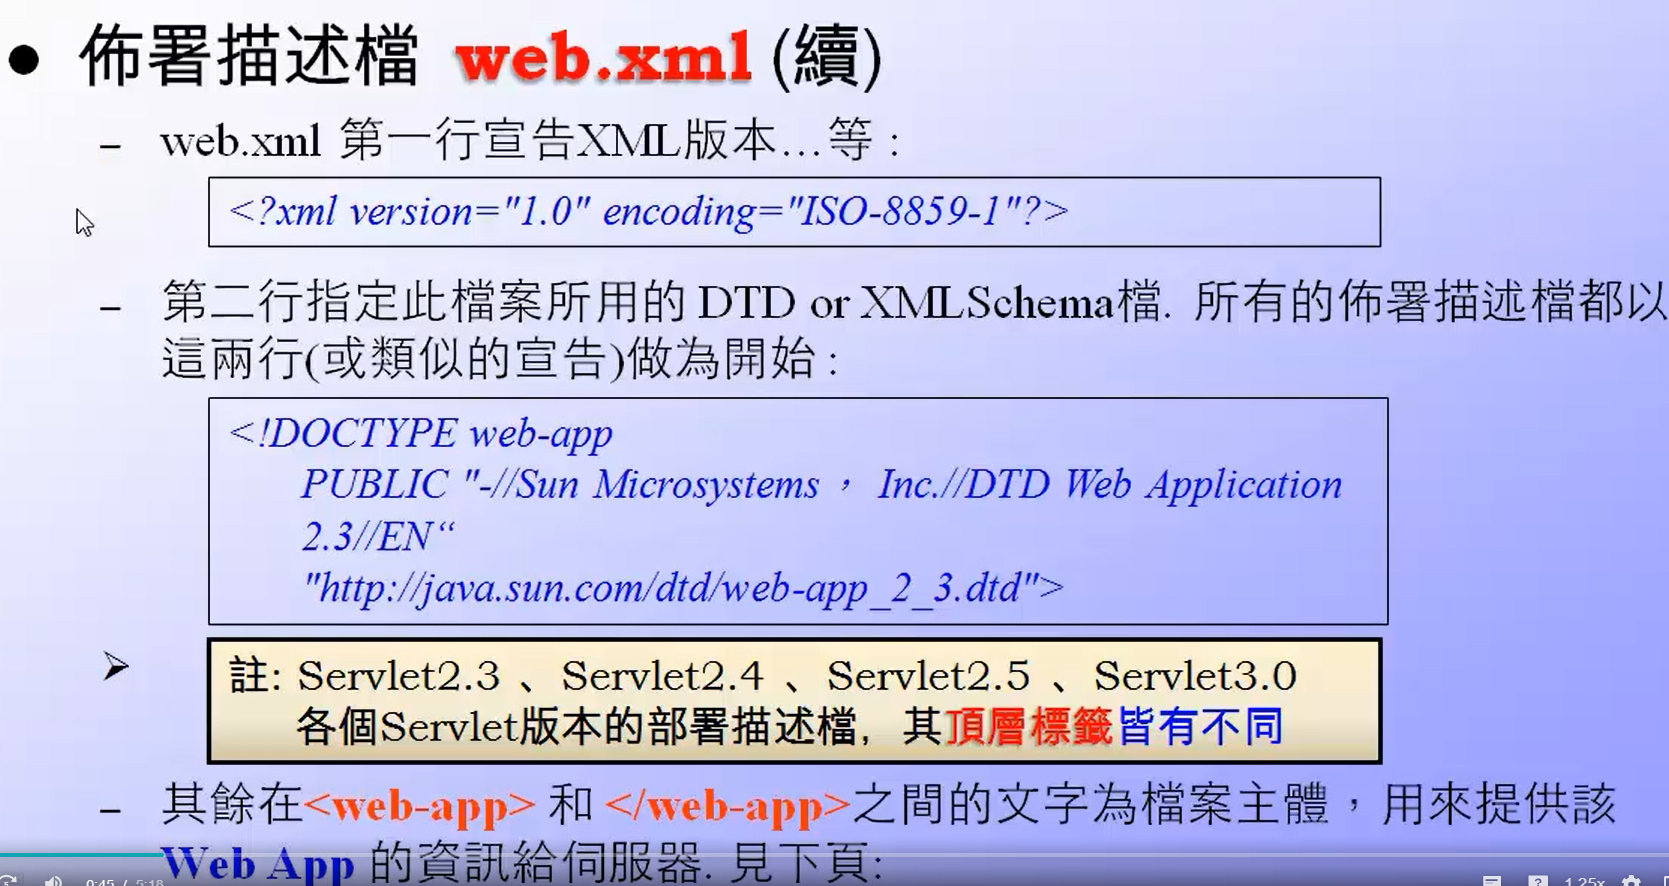 ● 佈署描述檔 web.xml (續)
– web.xml 第一行宣告XML版本...等 :
<?xml version="1.0" encoding="ISO-8859-1"?>
– 第二行指定此檔案所用的 DTD or XMLSchema檔. 所有的佈署描述檔都以
這兩行(或類似的宣告)做為開始 :
<!DOCTYPE web-app
PUBLIC "-//Sun Microsystems， Inc.//DTD Web Application
2.3//EN“
"http://java.sun.com/dtd/web-app_2_3.dtd">
➢ 註: Servlet2.3 、Servlet2.4 、Servlet2.5 、Servlet3.0
各個Servlet版本的部署描述檔, 其頂層標籤皆有不同
– 其餘在<web-app> 和 </web-app>之間的文字為檔案主體，用來提供該
Web App 的資訊給伺服器. 見下頁:
0:45 / 5:18 1.25x